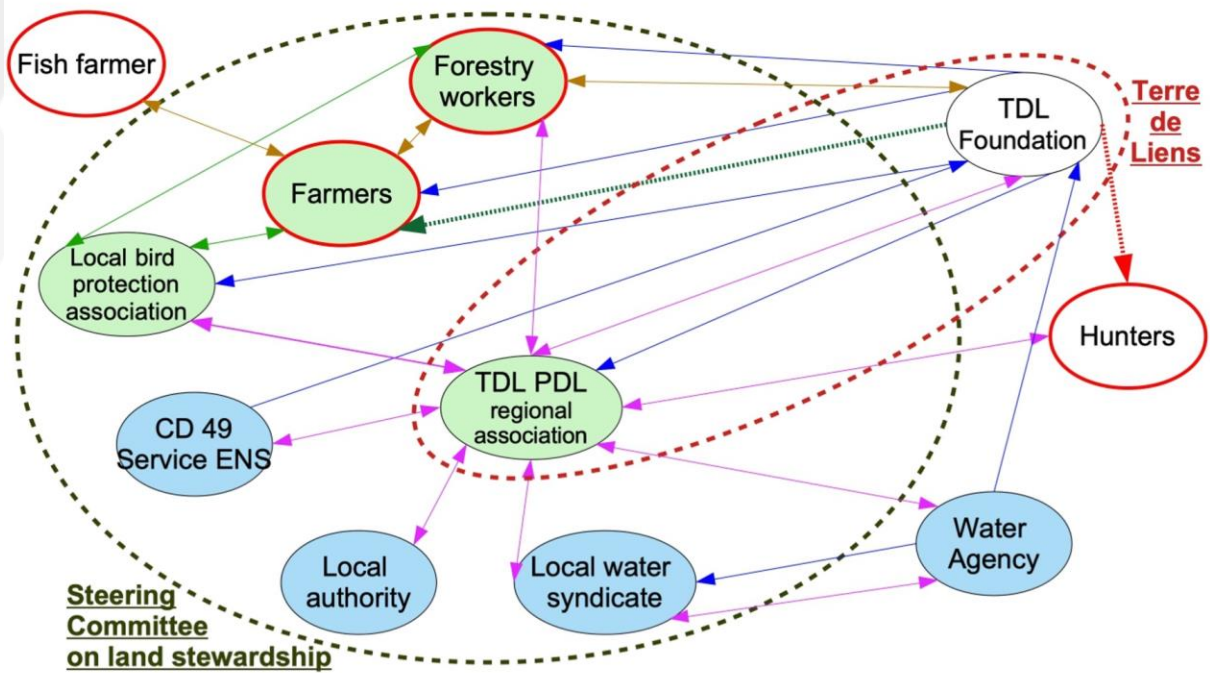 Fish farmer
Forestry
workers
TDL
Foundation
Terre
de
Liens
Farmers
Local bird
protection
association
Hunters
TDL PDL
regional
association
CD 49
Service ENS
Water
Agency
Local
authority
Local water
syndicate
Steering
Committee
on land stewardship